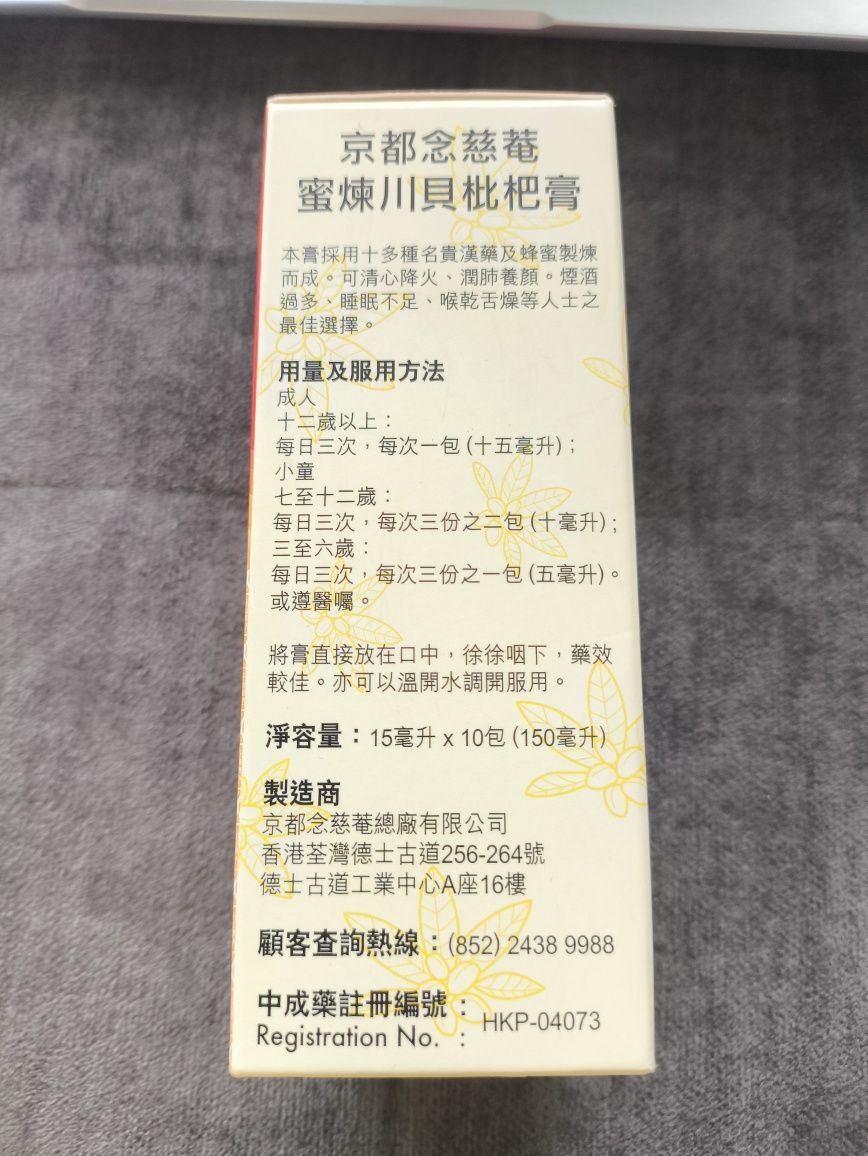 京都念慈菴
蜜煉川貝枇杷膏
本膏採用十多種名貴漢藥及蜂蜜製煉
而成。可清心降火、潤肺養顏。煙酒
過多、睡眠不足、喉乾舌燥等人士之
最佳選擇。
用量及服用方法
成人
十二歲以上：
每日三次，每次一包 (十五毫升)；
小童
七至十二歲：
每日三次，每次三份之二包 (十毫升)；
三至六歲：
每日三次，每次三份之一包 (五毫升)。
或遵醫囑。
將膏直接放在口中，徐徐咽下，藥效
較佳。亦可以溫開水調開服用。
淨容量：15毫升 x 10包 (150毫升)
製造商
京都念慈菴總廠有限公司
香港荃灣德士古道256-264號
德士古道工業中心A座16樓
顧客查詢熱線：(852) 2438 9988
中成藥註冊編號：
Registration No. : HKP-04073